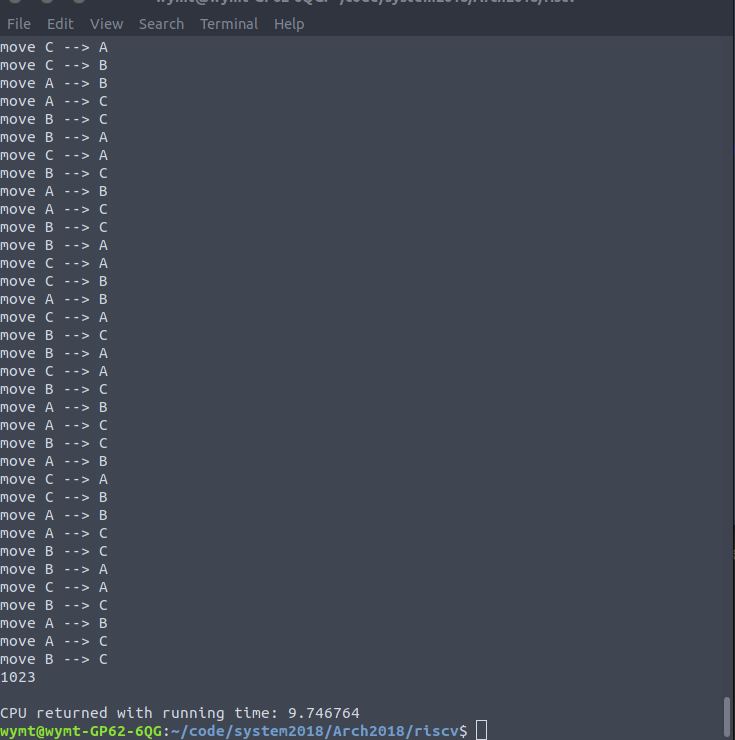 File Edit View Search Terminal Help
move C --> A
move C --> B
move A --> B
move A --> C
move B --> C
move B --> A
move C --> A
move B --> C
move A --> B
move A --> C
move B --> C
move B --> A
move C --> A
move C --> B
move A --> B
move C --> A
move B --> C
move B --> A
move C --> A
move B --> C
move A --> B
move A --> C
move B --> C
move A --> B
move C --> A
move C --> B
move A --> B
move A --> C
move B --> C
move B --> A
move C --> A
move B --> C
move A --> B
move A --> C
move B --> C
1023
CPU returned with running time: 9.746764
wymt@wymt-GP62-6QG:~/code/system2018/Arch2018/riscv$